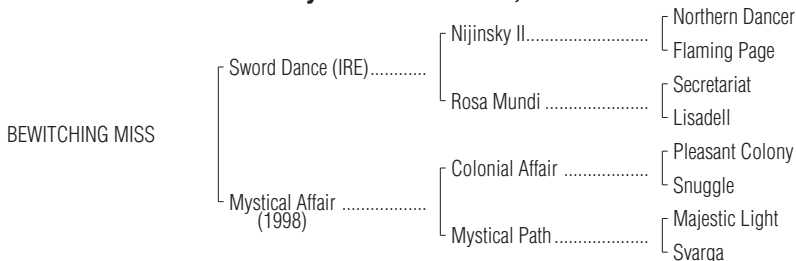 Northern Dancer
Nijinsky II............................
Flaming Page
Sword Dance (IRE)............
Secretariat
Rosa Mundi .......................
Lisadell
BEWITCHING MISS
Pleasant Colony
Colonial Affair ...................
Snuggle
Mystical Affair ...................
(1998)
Majestic Light
Mystical Path.....................
Svarga